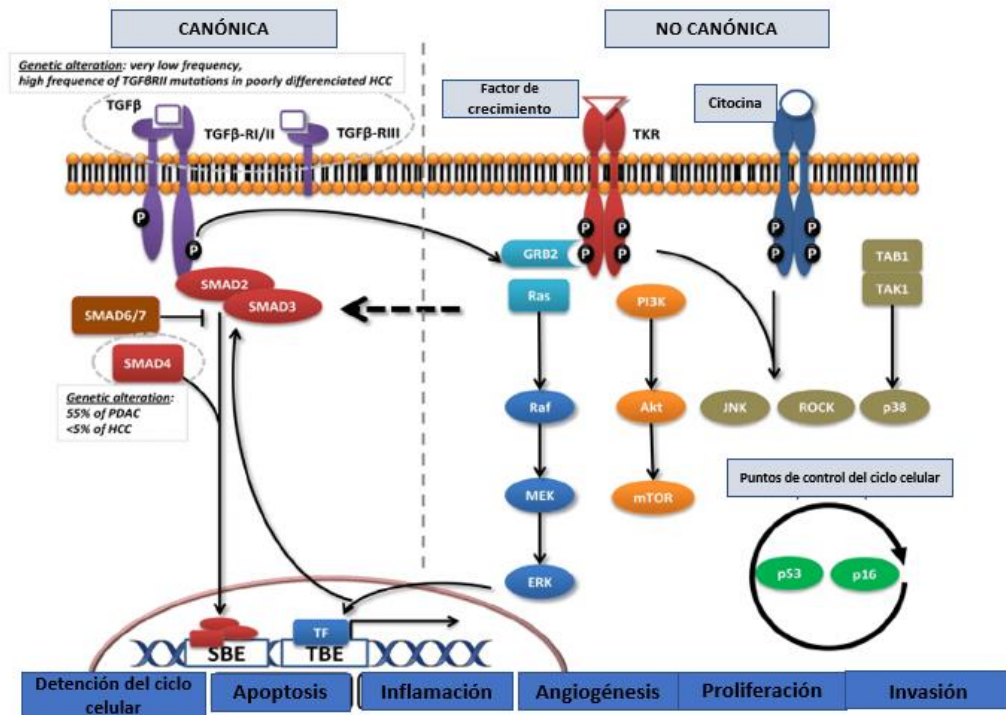 CANÓNICA
NO CANÓNICA
Genetic alteration: very low frequency,
high frequence of TGFβRII mutations in poorly differenciated HCC
TGFβ
TGFβ-RI/II
TGFβ-RIII
Factor de
crecimiento
TKR
Citocina
P
P
P
P
P
P
P
P
P
P
GRB2
Ras
PI3K
TAB1
TAK1
SMAD2
SMAD3
SMAD6/7
SMAD4
Genetic alteration:
55% of PDAC
<5% of HCC
Raf
Akt
JNK
ROCK
p38
MEK
mTOR
Puntos de control del ciclo celular
p53
p16
ERK
TF
SBE
TBE
Detención del ciclo
celular
Apoptosis
Inflamación
Angiogénesis
Proliferación
Invasión